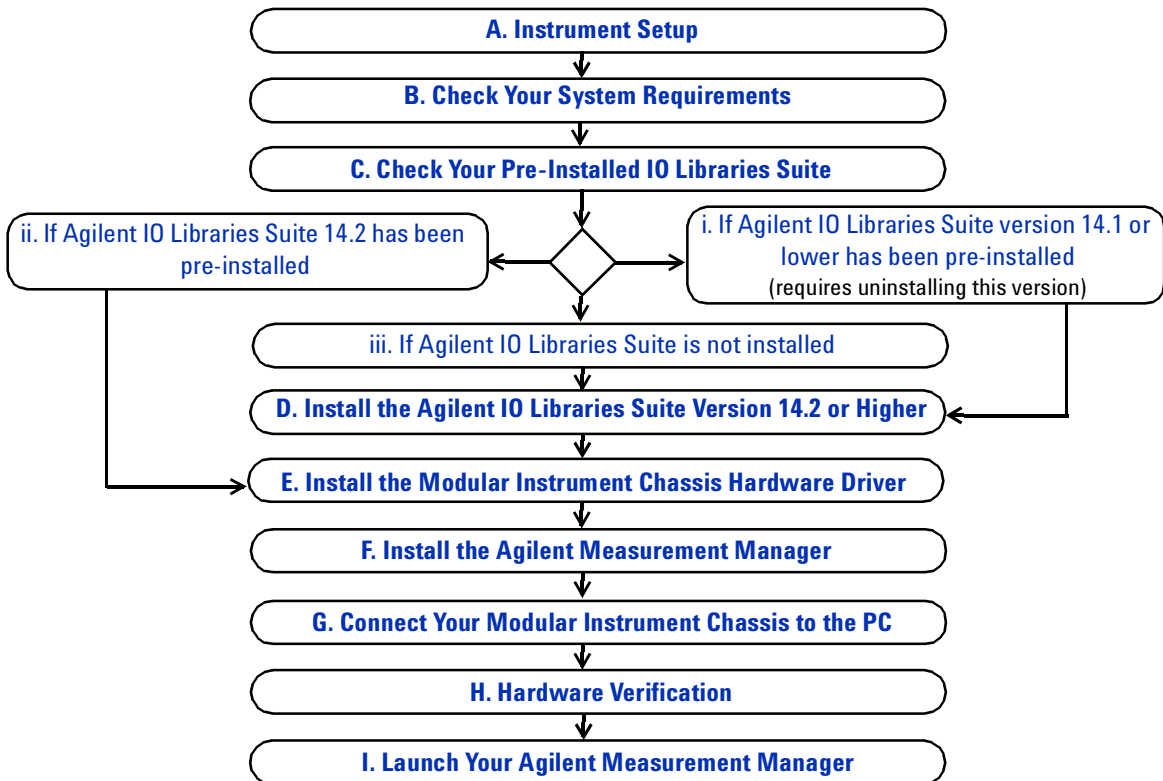 A. Instrument Setup
B. Check Your System Requirements
C. Check Your Pre-Installed IO Libraries Suite
ii. If Agilent IO Libraries Suite 14.2 has been
pre-installed
i. If Agilent IO Libraries Suite version 14.1 or
lower has been pre-installed
(requires uninstalling this version)
iii. If Agilent IO Libraries Suite is not installed
D. Install the Agilent IO Libraries Suite Version 14.2 or Higher
E. Install the Modular Instrument Chassis Hardware Driver
F. Install the Agilent Measurement Manager
G. Connect Your Modular Instrument Chassis to the PC
H. Hardware Verification
I. Launch Your Agilent Measurement Manager